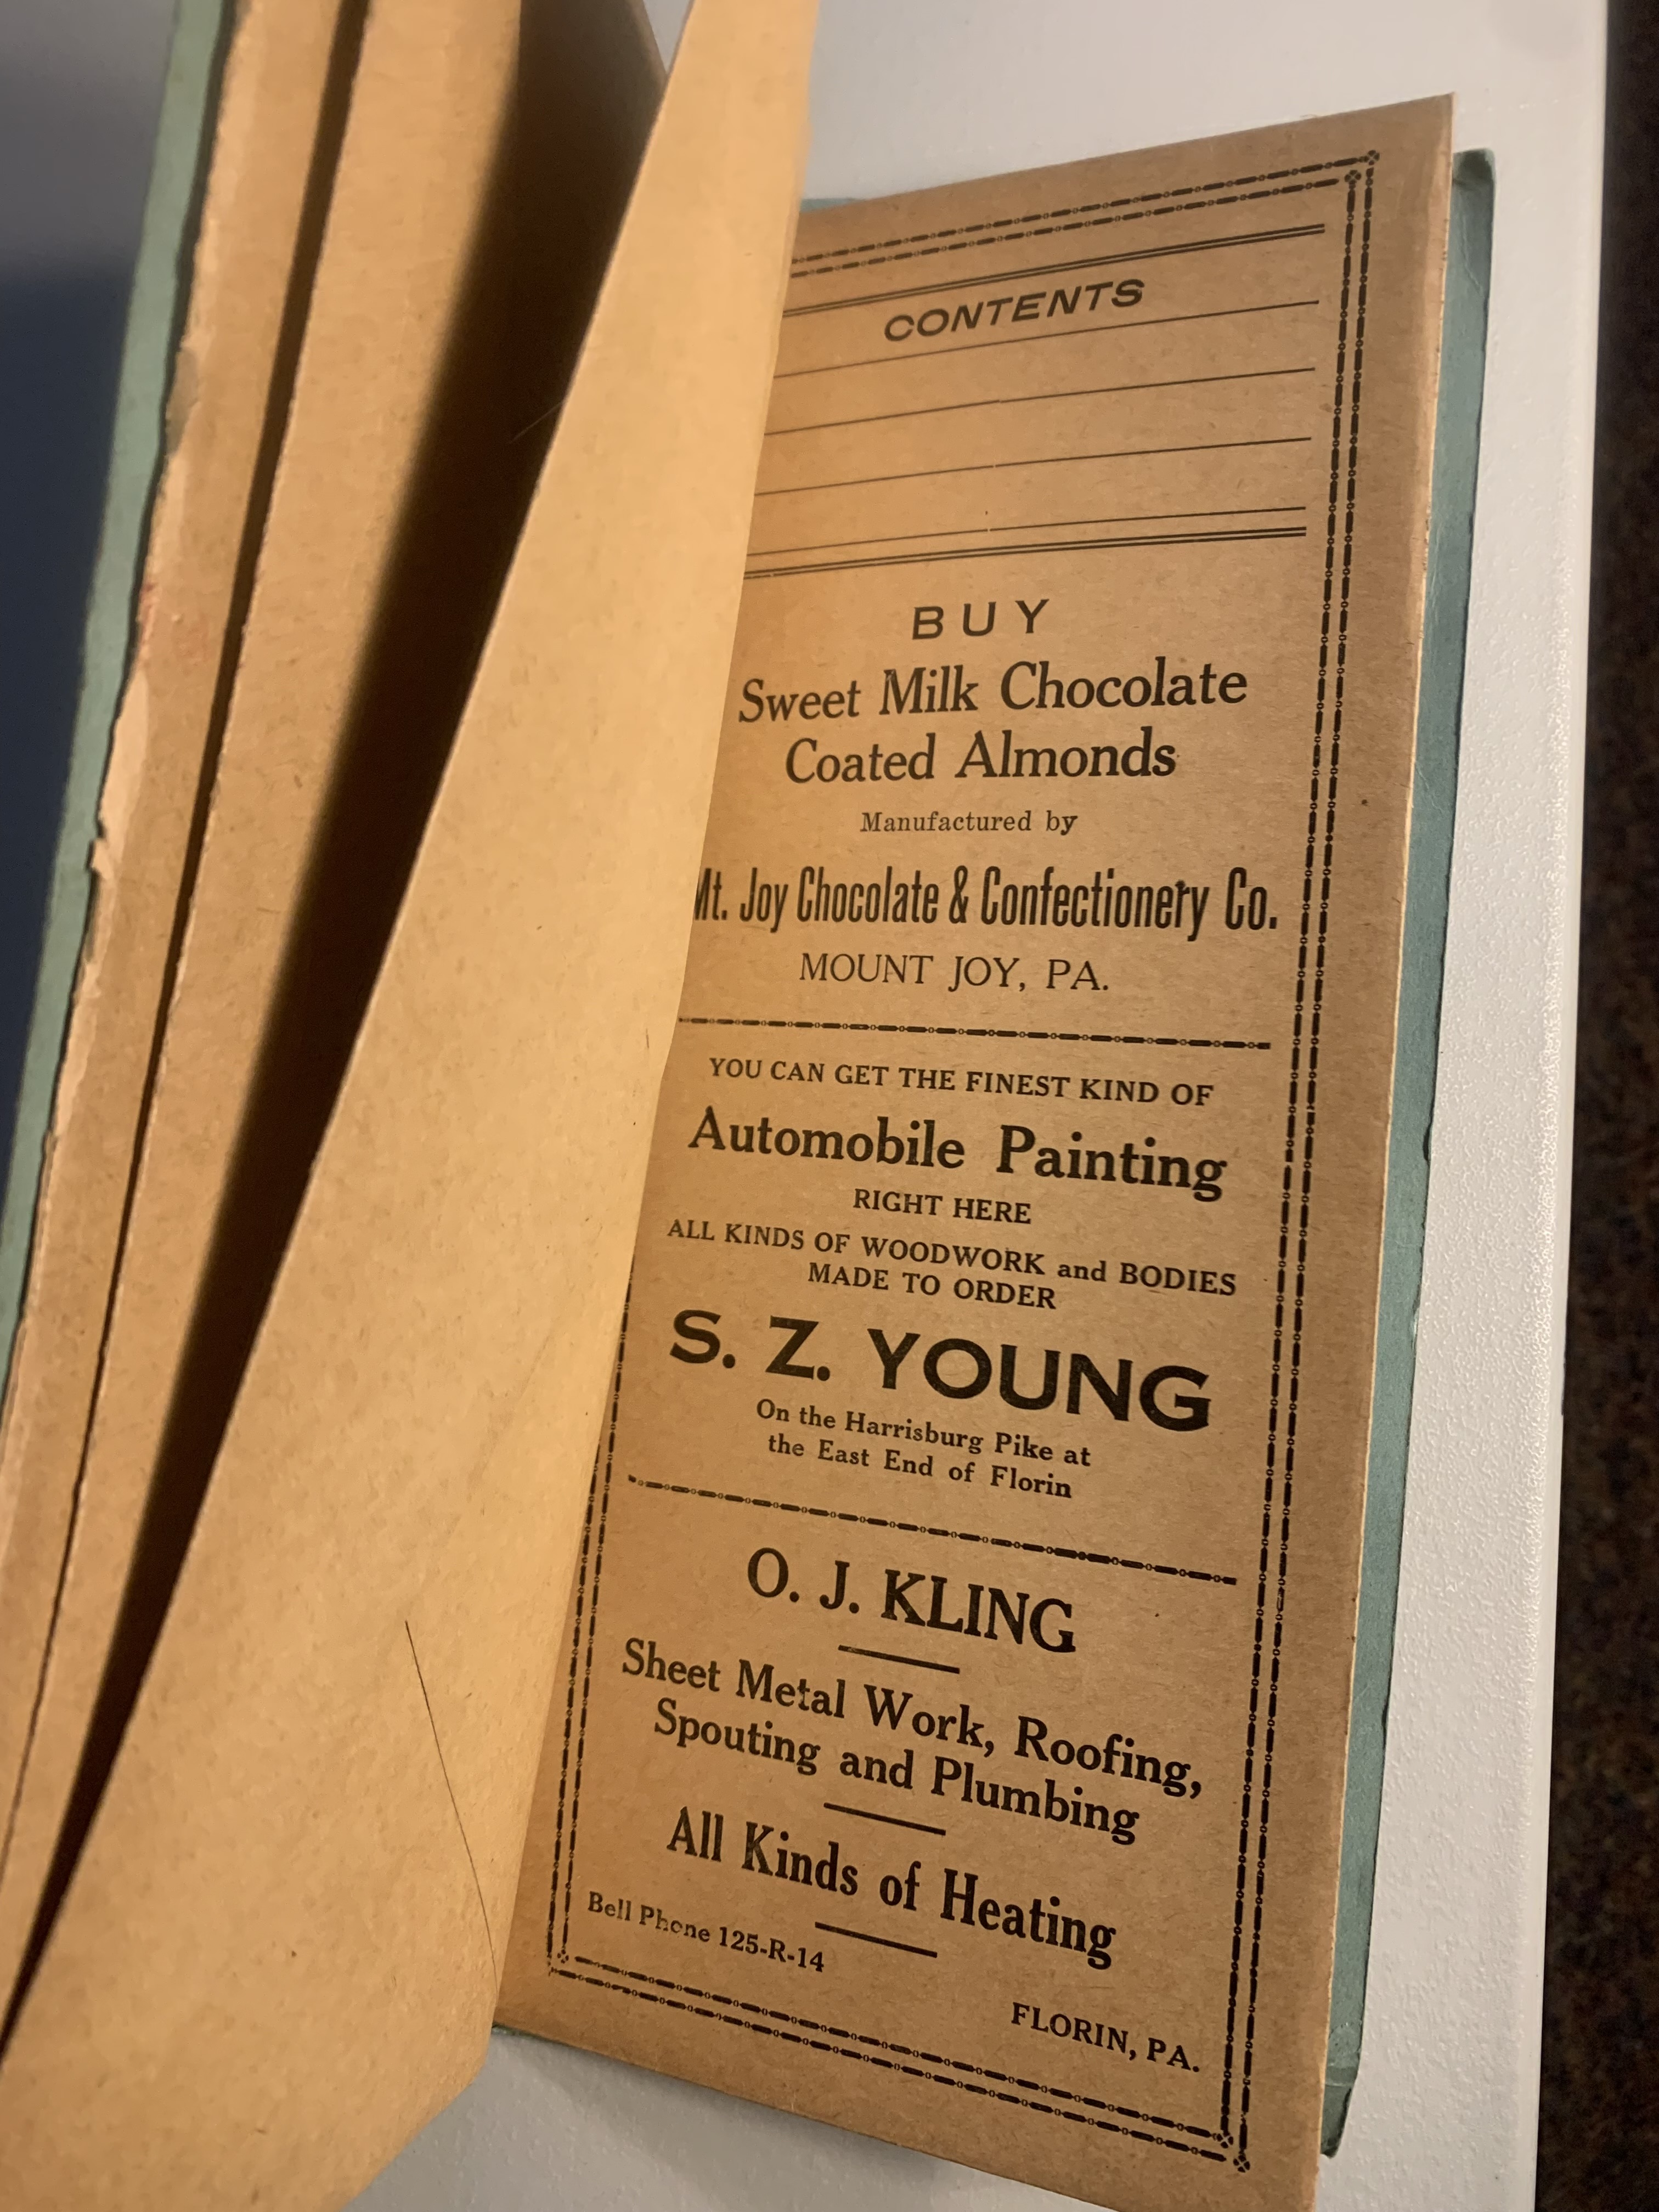 CONTENTS
BUY
Sweet Milk Chocolate
Coated Almonds
Manufactured by
Mt. Joy Chocolate & Confectionery Co.
MOUNT JOY, PA.
YOU CAN GET THE FINEST KIND OF
Automobile Painting
RIGHT HERE
ALL KINDS OF WOODWORK and BODIES
MADE TO ORDER
S. Z. YOUNG
On the Harrisburg Pike at
the East End of Florin
O. J. KLING
Sheet Metal Work, Roofing,
Spouting and Plumbing
All Kinds of Heating
Bell Phone 125-R-14
FLORIN, PA.